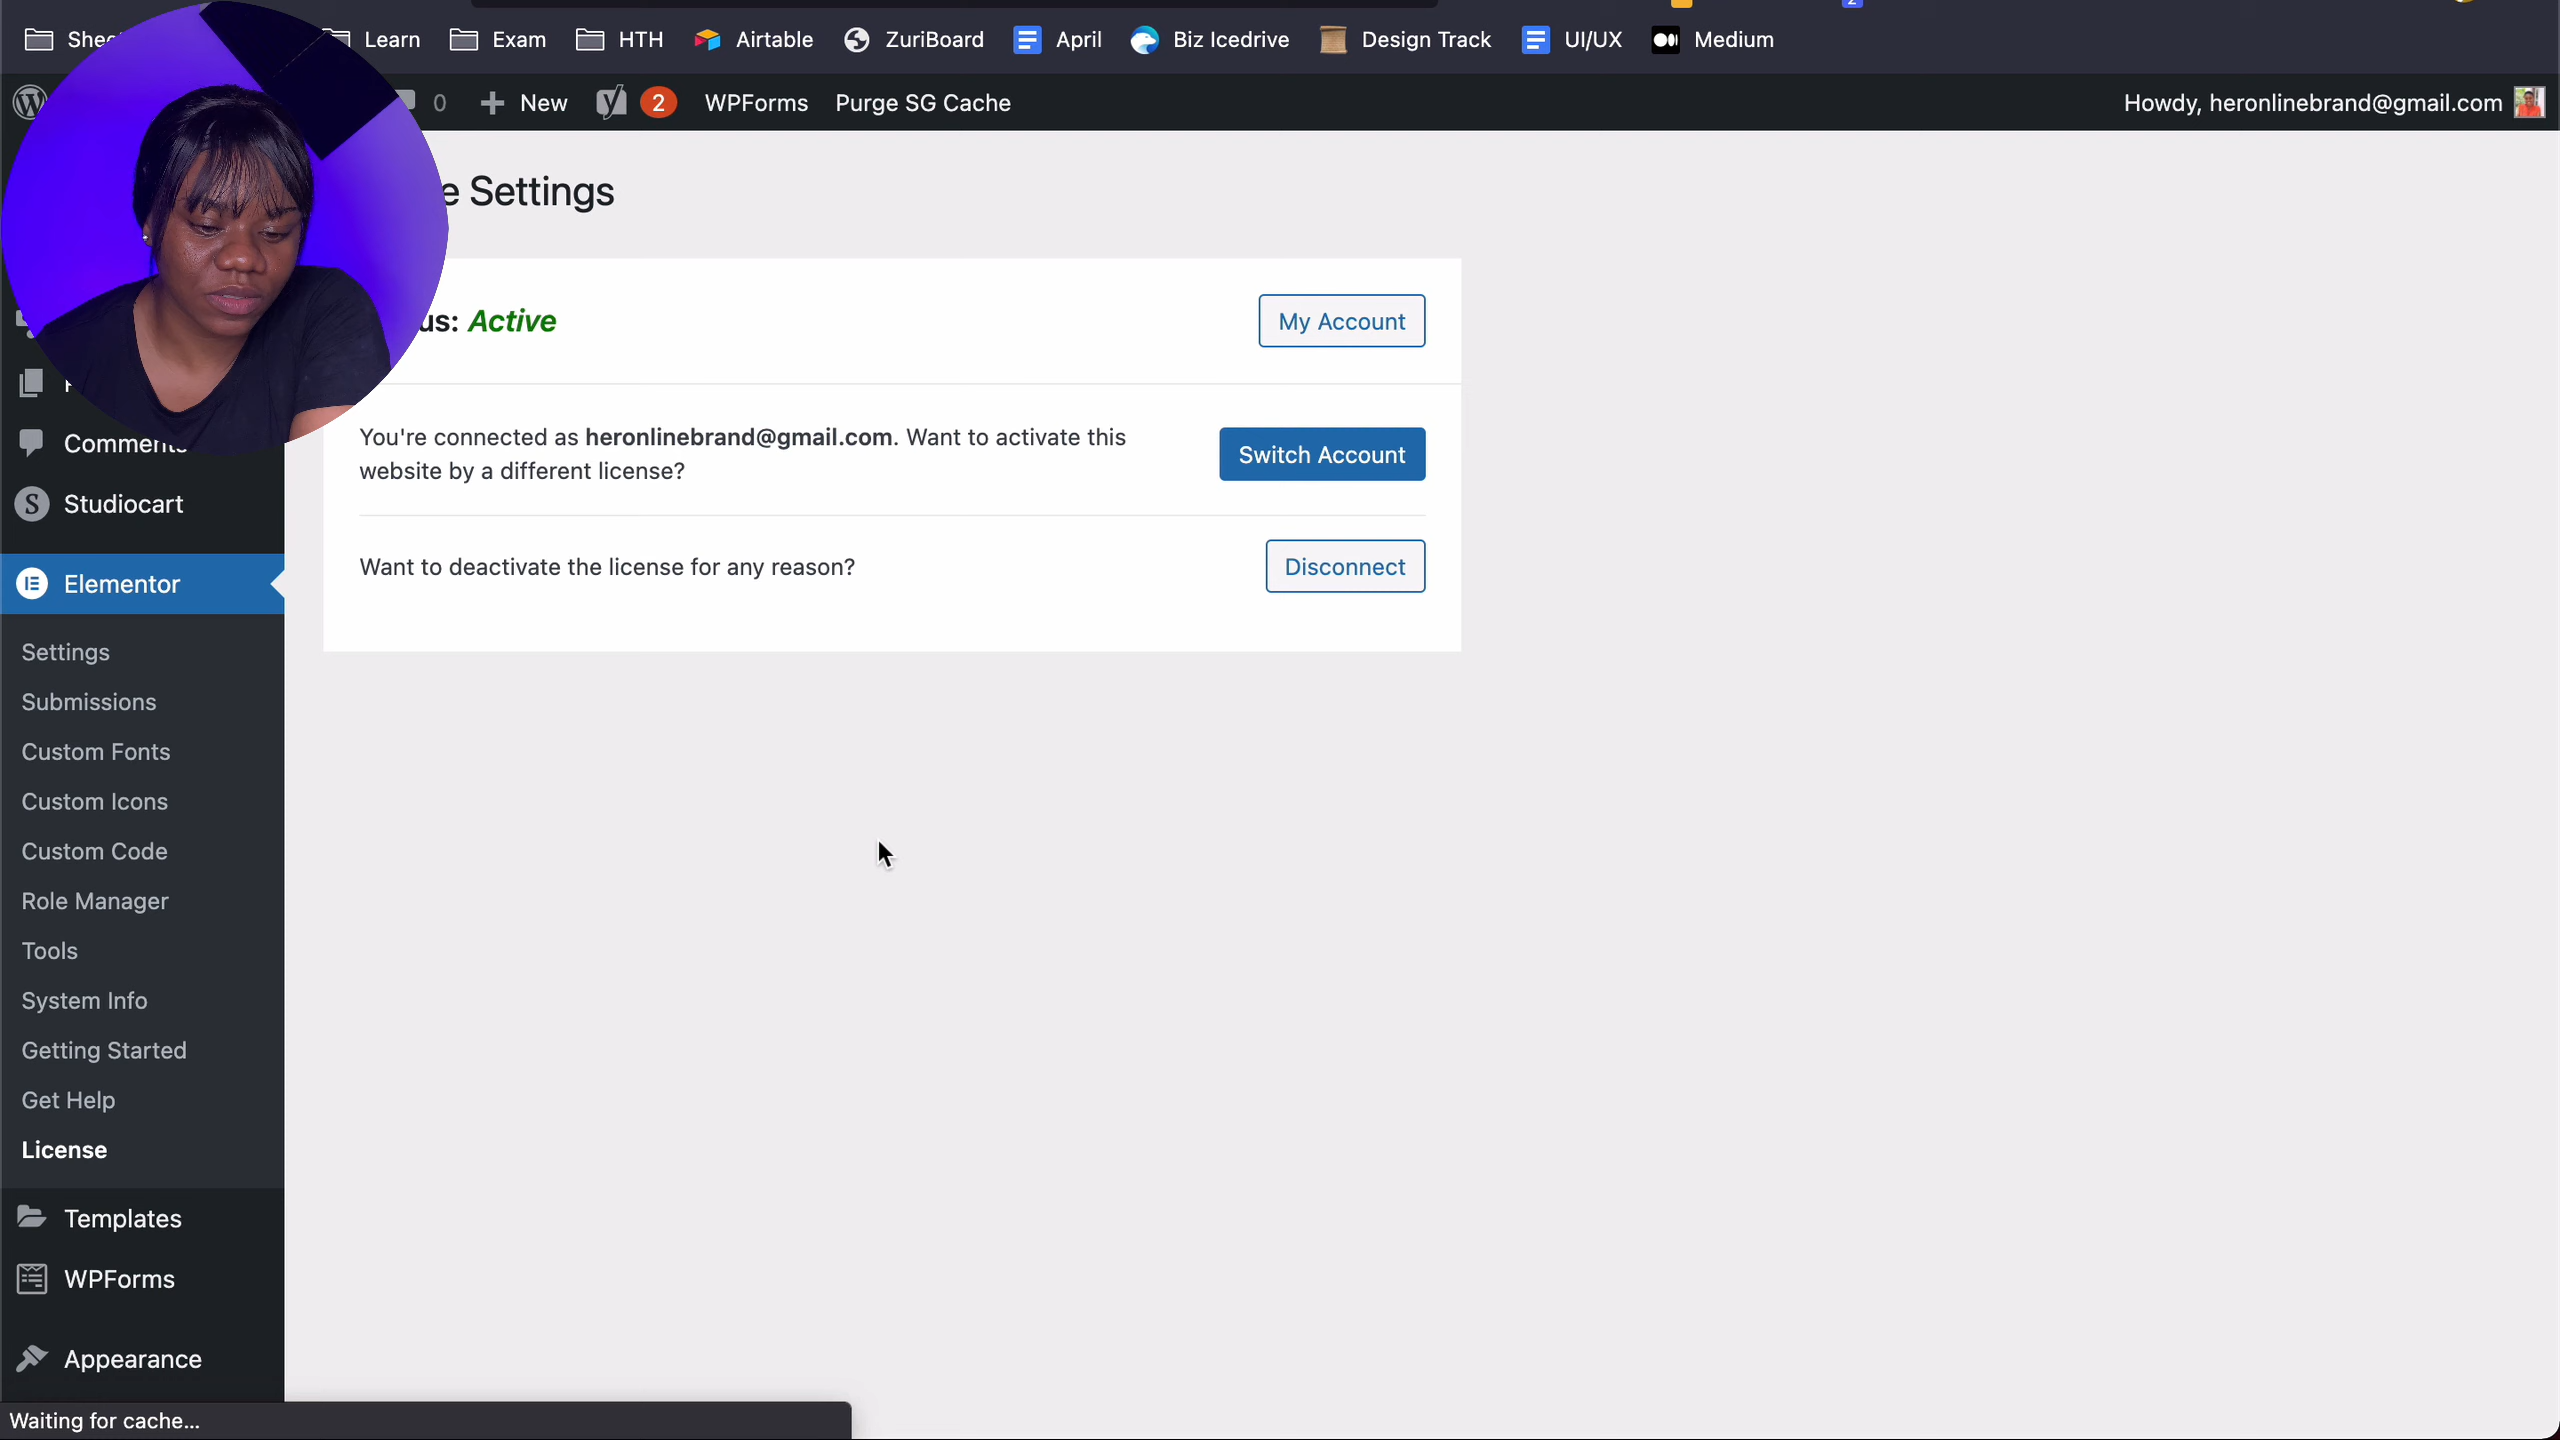 Learn
Exam
HTH
Airtable
ZuriBoard
April
Biz Icedrive
Design Track
UI/UX
Medium
0
New
2
WPForms
Purge SG Cache
Howdy, heronlinebrand@gmail.com
e Settings
us: Active
My Account
You're connected as heronlinebrand@gmail.com. Want to activate this
website by a different license?
Switch Account
Want to deactivate the license for any reason?
Disconnect
Comments
Studiocart
Elementor
Settings
Submissions
Custom Fonts
Custom Icons
Custom Code
Role Manager
Tools
System Info
Getting Started
Get Help
License
Templates
WPForms
Appearance
Waiting for cache...